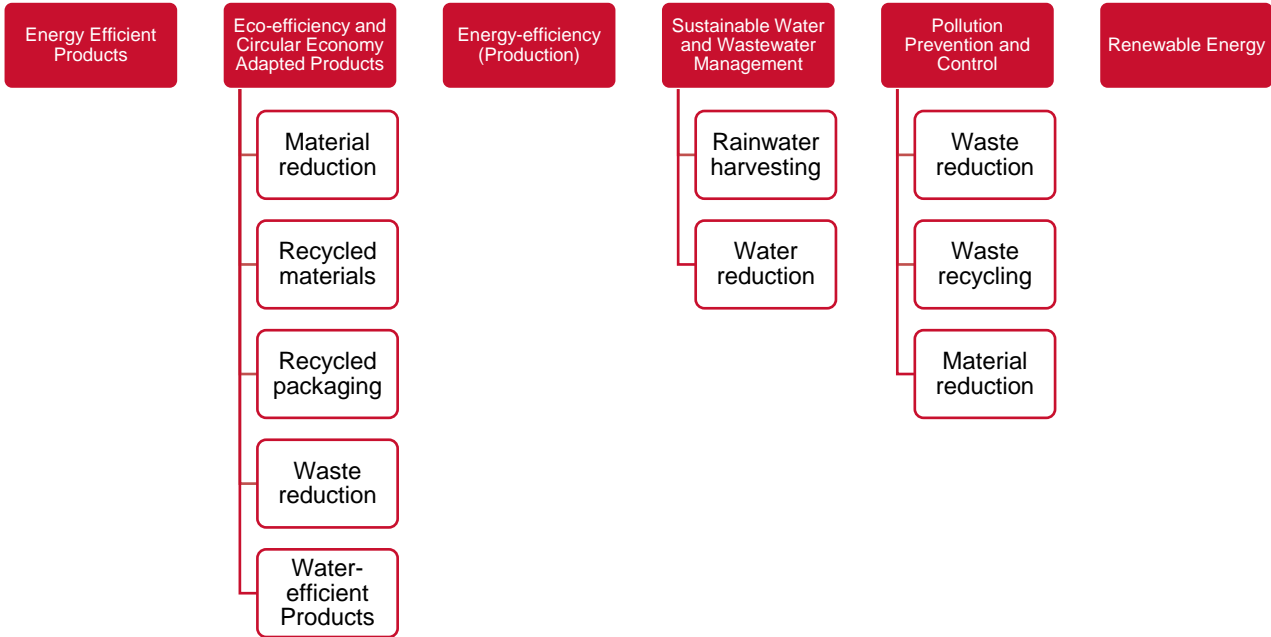 Energy Efficient
Products
Eco-efficiency and
Circular Economy
Adapted Products
Energy-efficiency
(Production)
Sustainable Water
and Wastewater
Management
Pollution
Prevention and
Control
Renewable Energy
Material
reduction
Recycled
materials
Recycled
packaging
Waste
reduction
Water-
efficient
Products
Rainwater
harvesting
Water
reduction
Waste
reduction
Waste
recycling
Material
reduction